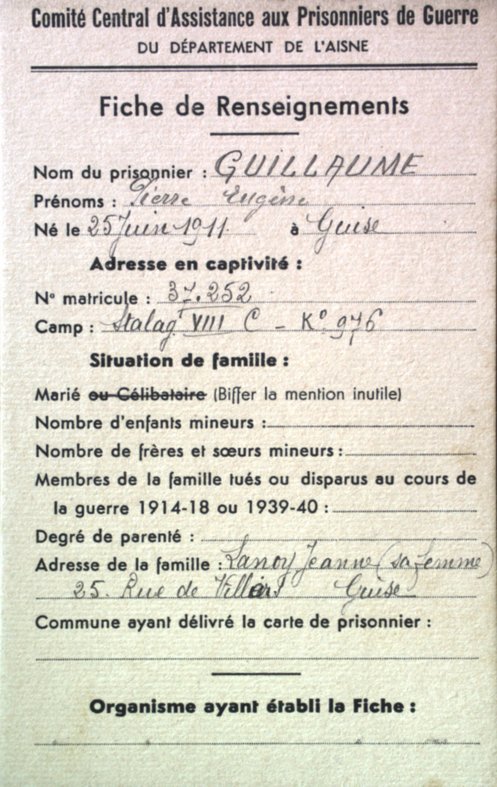 Comité Central d'Assistance aux Prisonniers de Guerre
DU DÉPARTEMENT DE L'AISNE
Fiche de Renseignements
Nom du prisonnier : GUILLAUME
Prénoms : Pierre Eugène
Né le 25 Juin 1911 à Guise
Adresse en captivité :
N° matricule : 37.252
Camp : Stalag VIII C - K° 976
Situation de famille :
Marié ou Célibataire (Biffer la mention inutile)
Nombre d'enfants mineurs :
Nombre de frères et sœurs mineurs :
Membres de la famille tués ou disparus au cours de
la guerre 1914-18 ou 1939-40 :
Degré de parenté :
Adresse de la famille : Lanoy Jeanne (sa femme)
25. Rue de Villers Guise
Commune ayant délivré la carte de prisonnier :
Organisme ayant établi la Fiche :